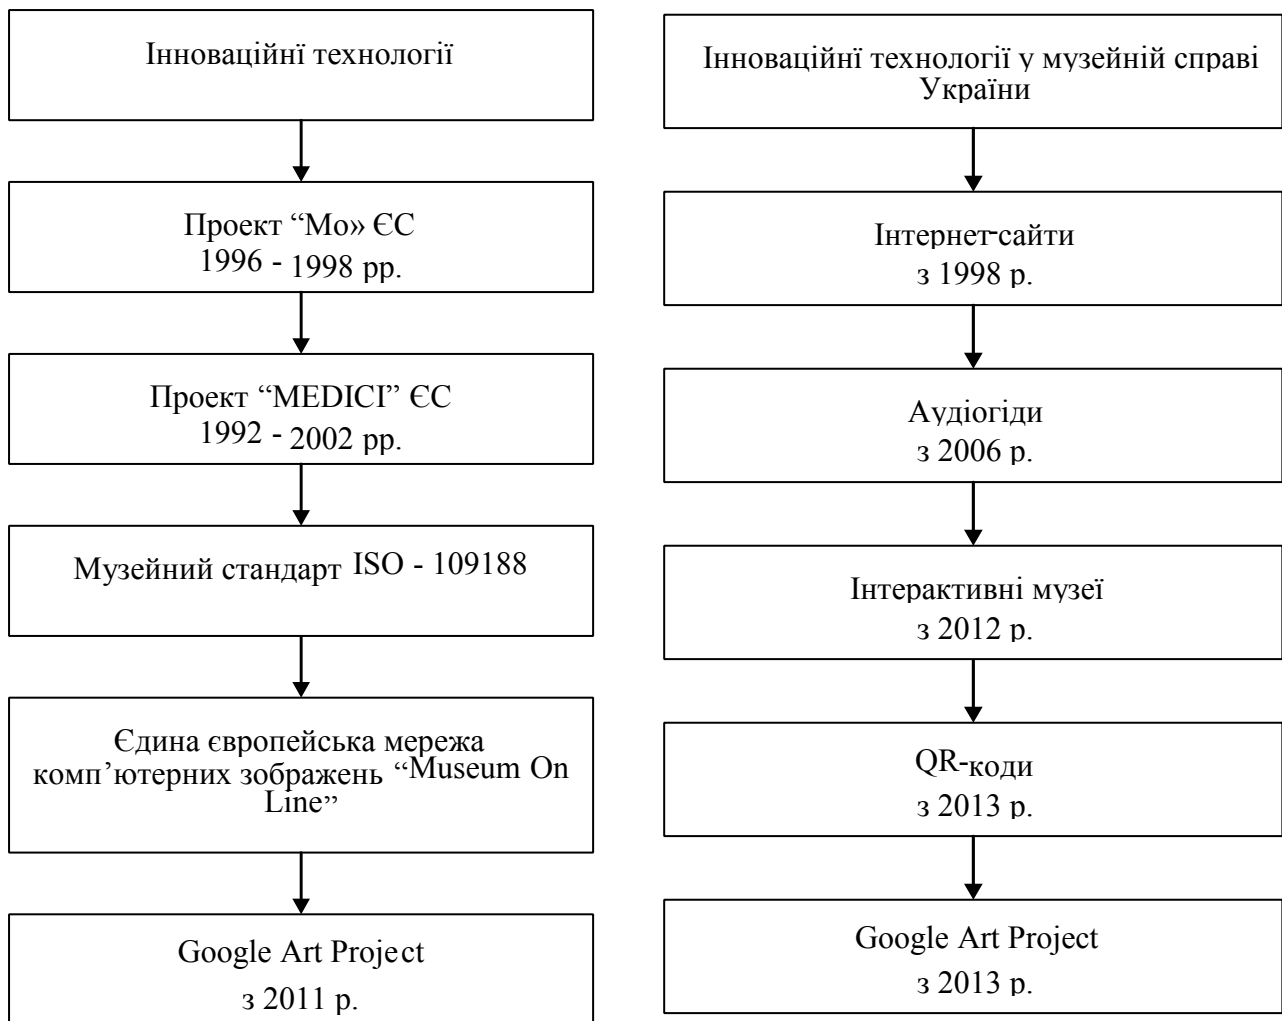 Інноваційнї технології
Проект “Мо» ЄС
1996 - 1998 рр.
Проект “MEDICI” ЄС
1992 - 2002 рр.
Музейний стандарт ISO - 109188
Єдина європейська мережа
комп’ютерних зображень “Museum On
Line”
Google Art Project
з 2011 р.
Інноваційнї технології у музейній справі
України
Інтернет-сайти
з 1998 р.
Аудіогіди
з 2006 р.
Інтерактивні музеї
з 2012 р.
QR-коди
з 2013 р.
Google Art Project
з 2013 р.